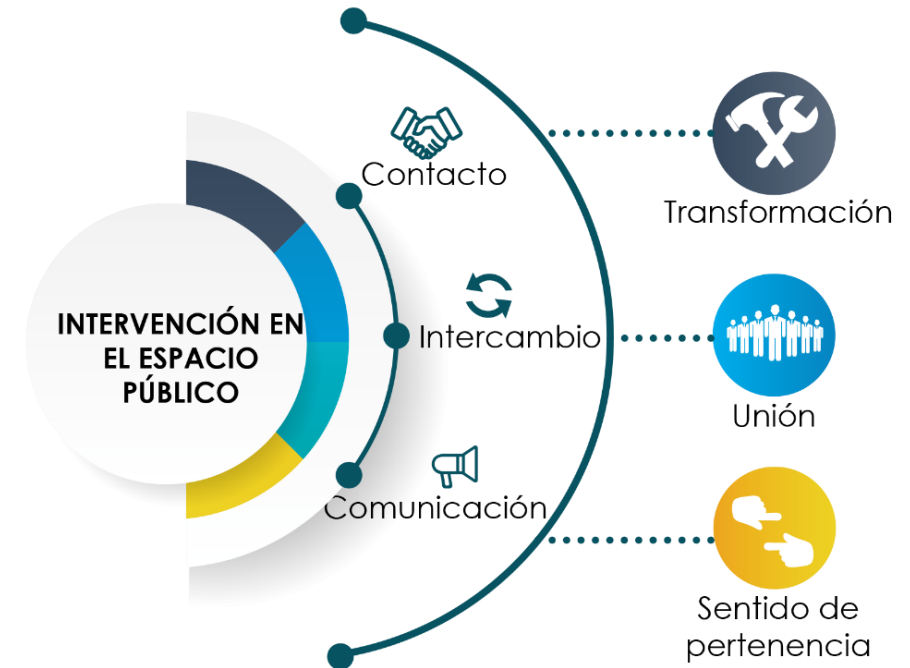 INTERVENCIÓN EN
EL ESPACIO
PÚBLICO
Contacto
Intercambio
Comunicación
Transformación
Unión
Sentido de
pertenencia